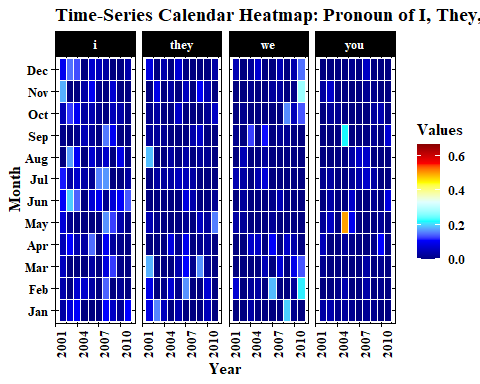 Time-Series Calendar Heatmap: Pronoun of I, They,
i they we you
Values
Dec
Nov
Oct
Sep
Aug
Jul
Jun
May
Apr
Mar
Feb
Jan
Month
0.6
0.4
0.2
0.0
2001 2004 2007 2010 2001 2004 2007 2010 2001 2004 2007 2010 2001 2004 2007 2010
Year